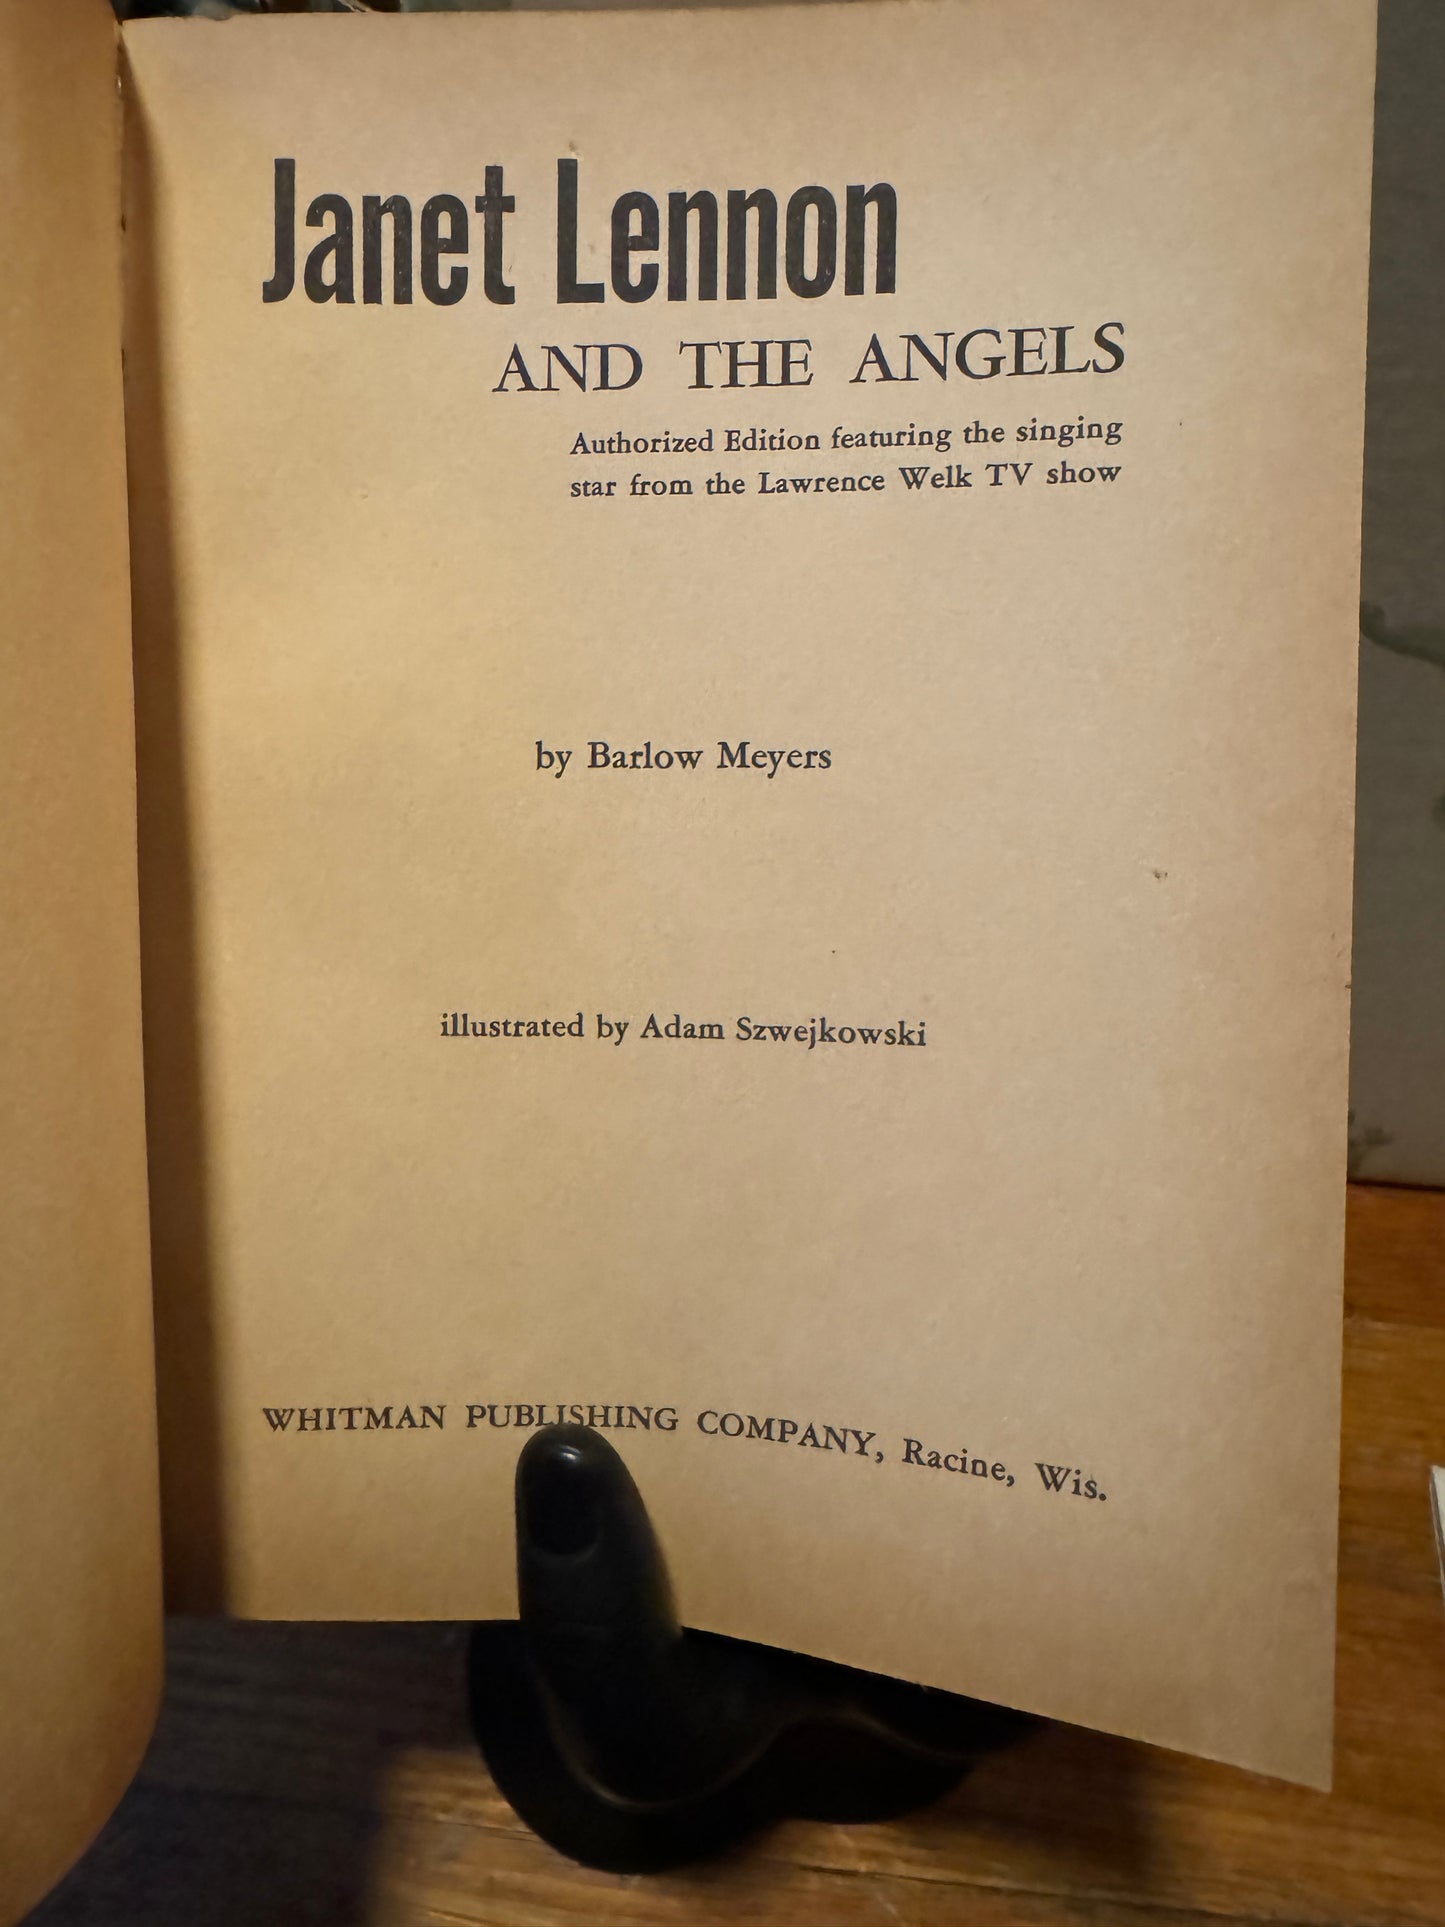 Janet Lennon
AND THE ANGELS
Authorized Edition featuring the singing
star from the Lawrence Welk TV show
by Barlow Meyers
illustrated by Adam Szwejkowski
WHITMAN PUBLISHING COMPANY, Racine, Wis.